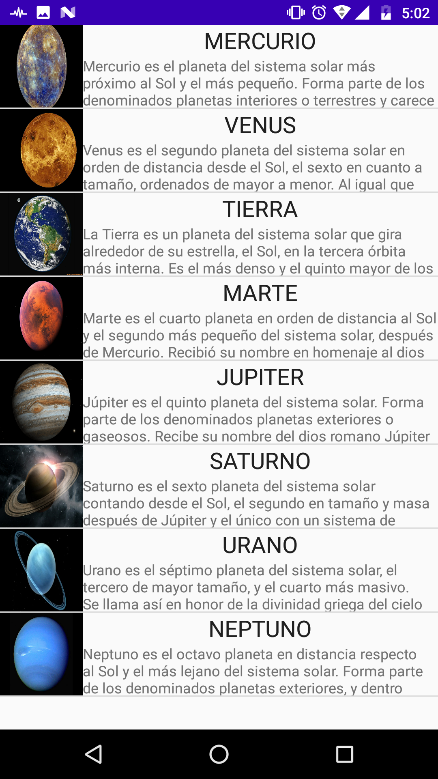 5:02
MERCURIO
Mercurio es el planeta del sistema solar más
próximo al Sol y el más pequeño. Forma parte de los
denominados planetas interiores o terrestres y carece
VENUS
Venus es el segundo planeta del sistema solar en
orden de distancia desde el Sol, el sexto en cuanto a
tamaño, ordenados de mayor a menor. Al igual que
TIERRA
La Tierra es un planeta del sistema solar que gira
alrededor de su estrella, el Sol, en la tercera órbita
más interna. Es el más denso y el quinto mayor de los
MARTE
Marte es el cuarto planeta en orden de distancia al Sol
y el segundo más pequeño del sistema solar, después
de Mercurio. Recibió su nombre en homenaje al dios
JUPITER
Júpiter es el quinto planeta del sistema solar. Forma
parte de los denominados planetas exteriores o
gaseosos. Recibe su nombre del dios romano Júpiter
SATURNO
Saturno es el sexto planeta del sistema solar
contando desde el Sol, el segundo en tamaño y masa
después de Júpiter y el único con un sistema de
URANO
Urano es el séptimo planeta del sistema solar, el
tercero de mayor tamaño, y el cuarto más masivo.
Se llama así en honor de la divinidad griega del cielo
NEPTUNO
Neptuno es el octavo planeta en distancia respecto
al Sol y el más lejano del sistema solar. Forma parte
de los denominados planetas exteriores, y dentro